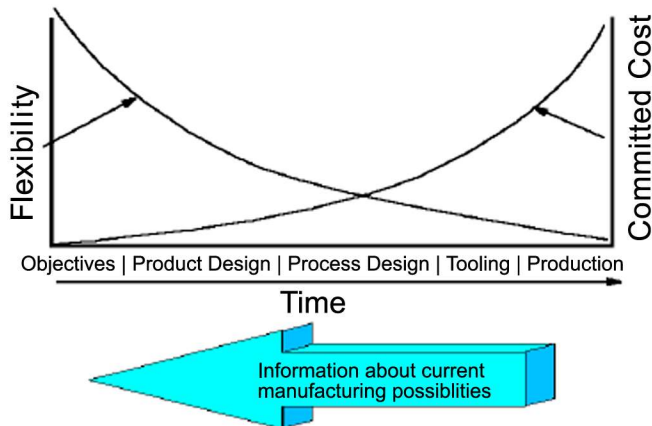 Flexibility
Committed Cost
Objectives | Product Design | Process Design | Tooling | Production
Time
Information about current
manufacturing possiblities